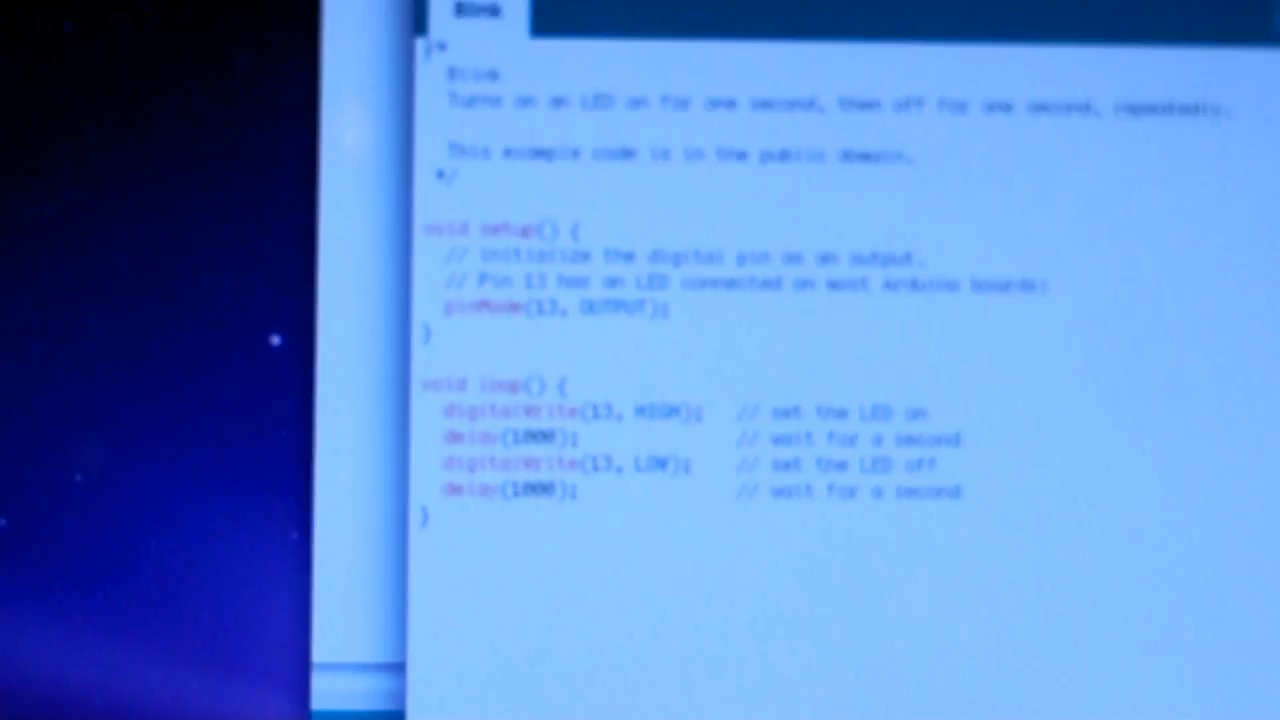 Blink
/*
Blink
Turns on an LED on for one second, then off for one second, repeatedly.
This example code is in the public domain.
*/
void setup() {
// initialize the digital pin as an output.
// Pin 13 has an LED connected on most Arduino boards:
pinMode(13, OUTPUT);
}
void loop() {
digitalWrite(13, HIGH); // set the LED on
delay(1000); // wait for a second
digitalWrite(13, LOW); // set the LED off
delay(1000); // wait for a second
}